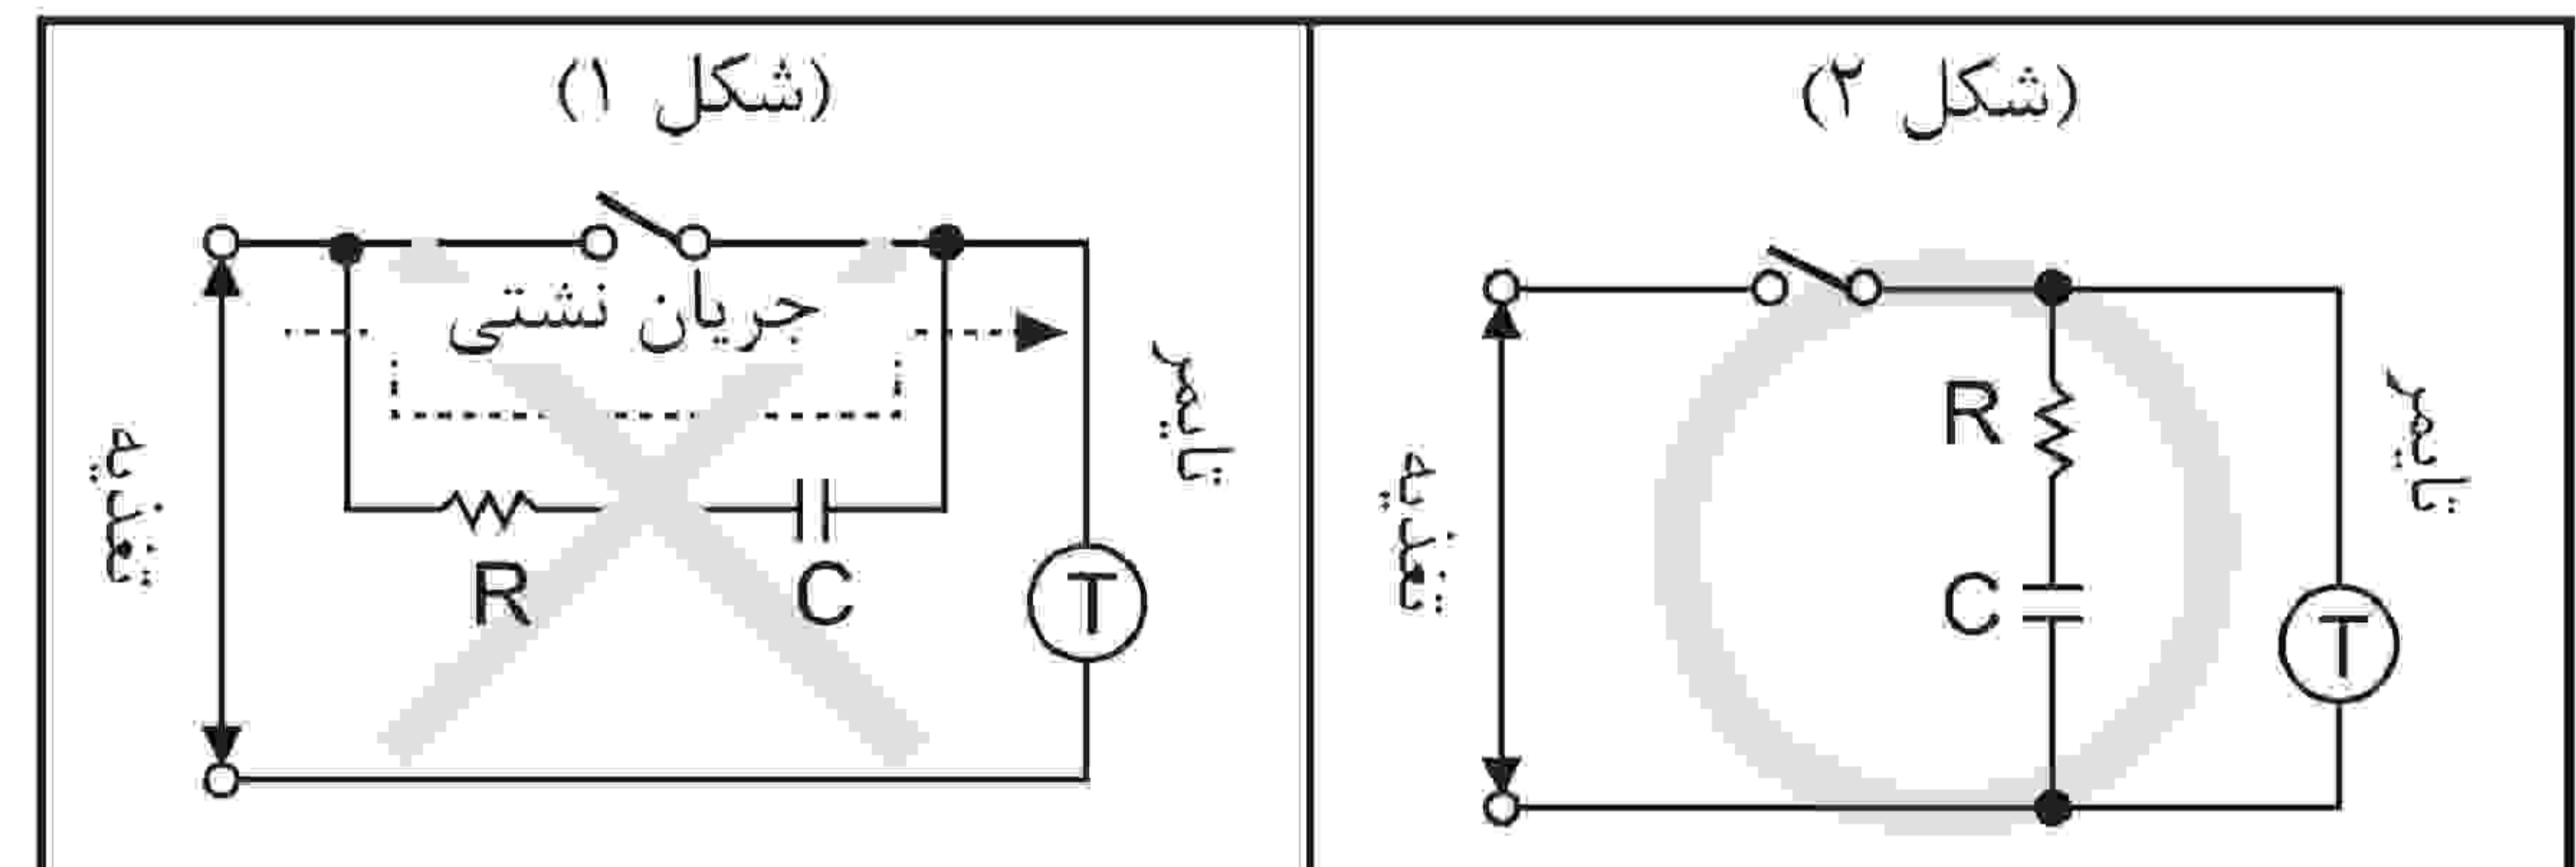 (شکل ۱)
جریان نشتی
تغذیه
تایمر
R
C
T
(شکل ۲)
تغذیه
تایمر
R
C
T